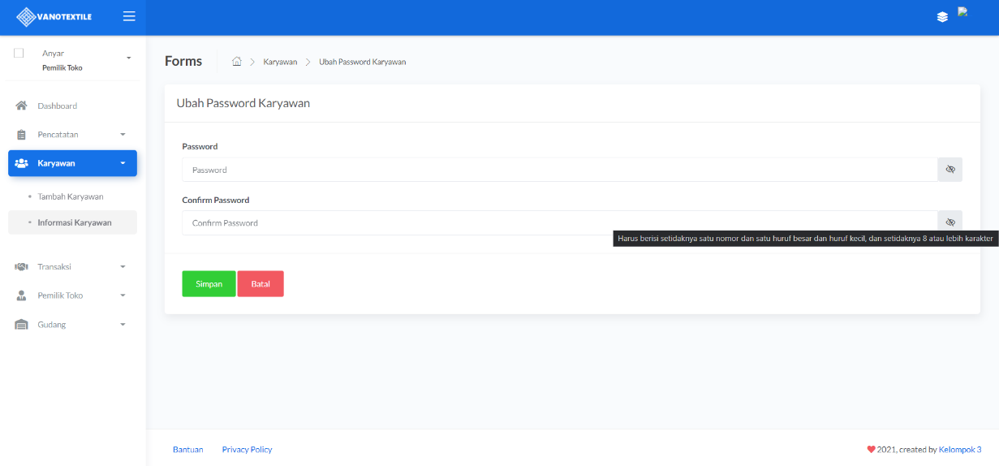 VANOTEXTILE
Anyar
Pemilik Toko
Dashboard
Pencatatan
Karyawan
Tambah Karyawan
Informasi Karyawan
Transaksi
Pemilik Toko
Gudang
Forms
Karyawan
Ubah Password Karyawan
Ubah Password Karyawan
Password
Password
Confirm Password
Confirm Password
Harus berisi setidaknya satu nomor dan satu huruf besar dan huruf kecil, dan setidaknya 8 atau lebih karakter
Simpan Batal
Bantuan Privacy Policy
2021, created by Kelompok 3